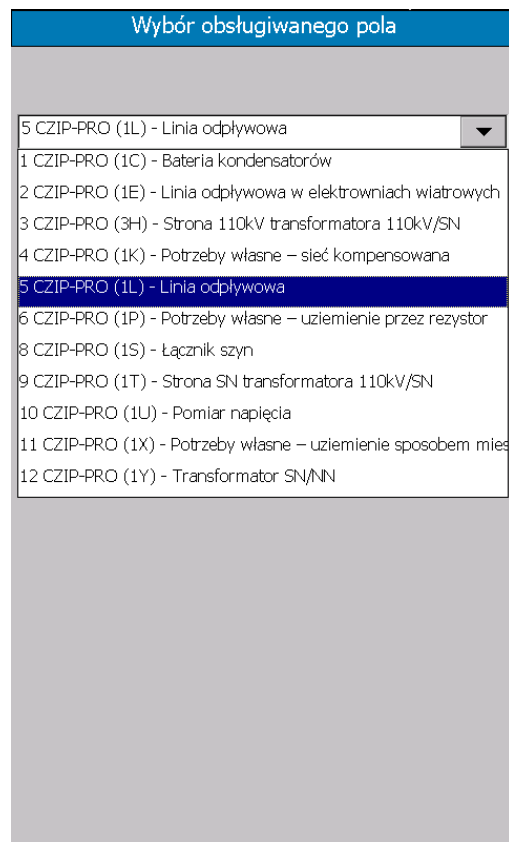 Wybór obsługiwanego pola
5 CZIP-PRO (1L) - Linia odpływowa
1 CZIP-PRO (1C) - Bateria kondensatorów
2 CZIP-PRO (1E) - Linia odpływowa w elektrowniach wiatrowych
3 CZIP-PRO (3H) - Strona 110kV transformatora 110kV/SN
4 CZIP-PRO (1K) - Potrzeby własne – sieć kompensowana
5 CZIP-PRO (1L) - Linia odpływowa
6 CZIP-PRO (1P) - Potrzeby własne – uziemienie przez rezystor
8 CZIP-PRO (1S) - Łącznik szyn
9 CZIP-PRO (1T) - Strona SN transformatora 110kV/SN
10 CZIP-PRO (1U) - Pomiar napięcia
11 CZIP-PRO (1X) - Potrzeby własne – uziemienie sposobem mies
12 CZIP-PRO (1Y) - Transformator SN/NN